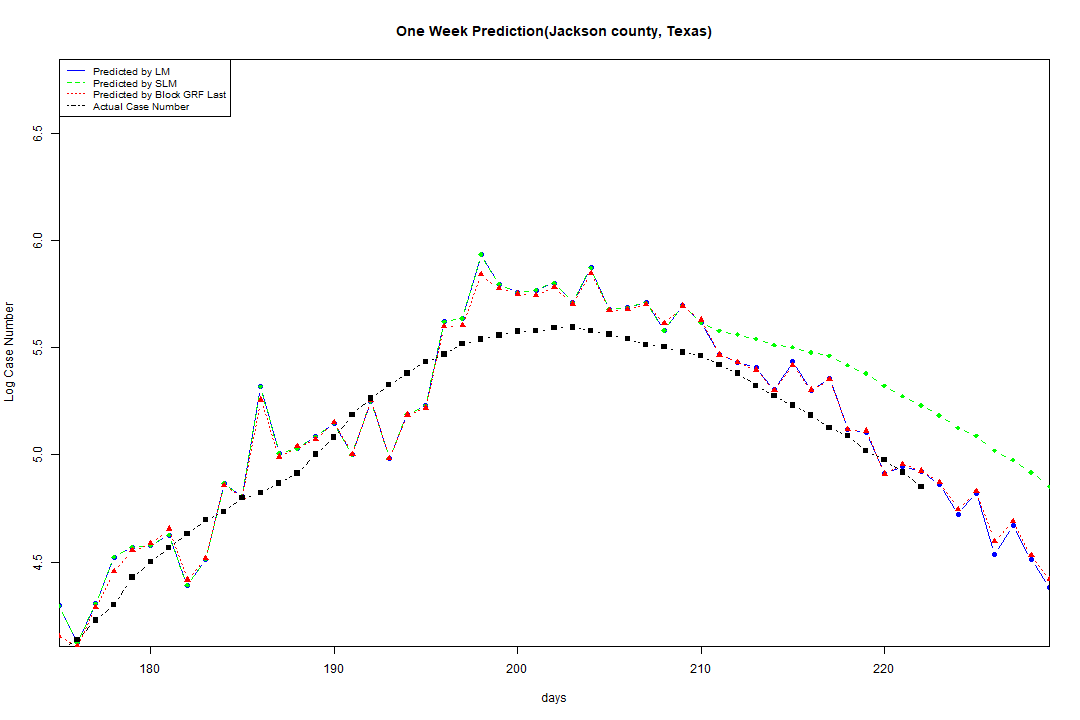 One Week Prediction(Jackson county, Texas)
Predicted by LM
Predicted by SLM
Predicted by Block GRF Last
Actual Case Number
6.5
6.0
5.5
5.0
4.5
Log Case Number
180 190 200 210 220
days